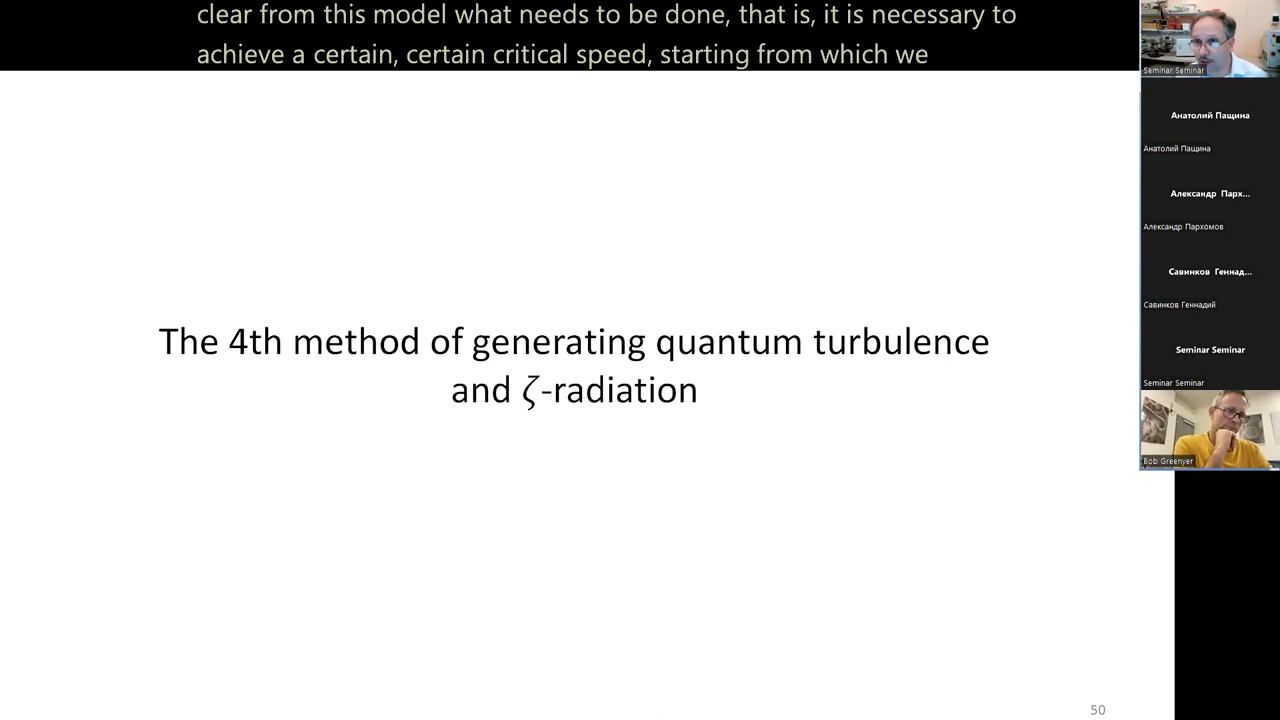 clear from this model what needs to be done, that is, it is necessary to
achieve a certain, certain critical speed, starting from which we
Seminar Seminar
Анатолий Пащина
Анатолий Пащина
Александр Парх...
Александр Пархомов
Савинков Геннад...
Савинков Геннадий
Seminar Seminar
Seminar Seminar
Bob Greenyer
The 4th method of generating quantum turbulence
and ζ-radiation
50